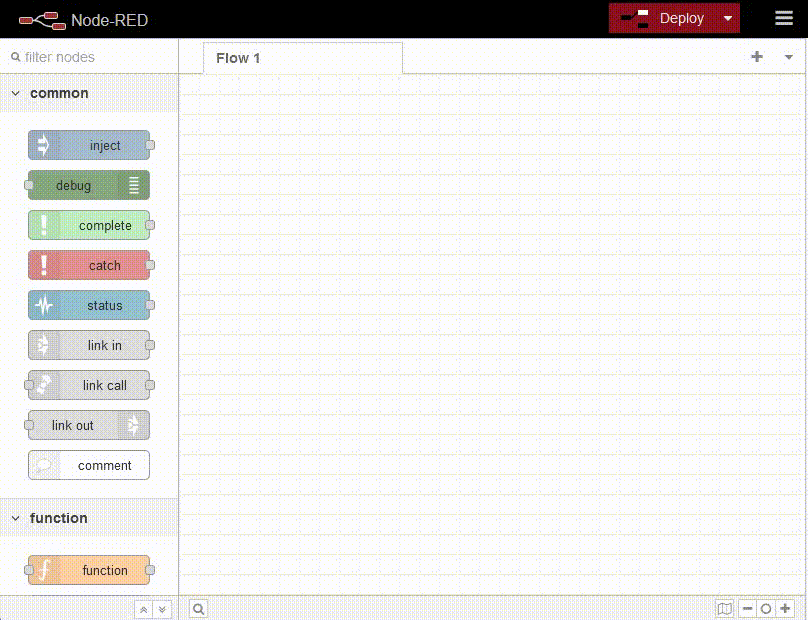 Node-RED
Deploy
filter nodes
Flow 1
common
inject
debug
complete
catch
status
link in
link call
link out
comment
function
function